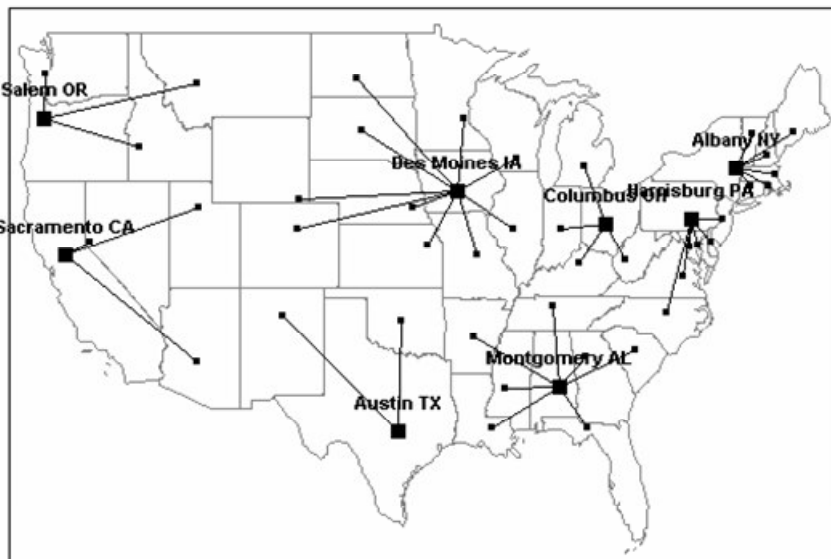 Salem OR
Albany NY
Des Moines IA
Columbus OH
Harrisburg PA
Sacramento CA
Montgomery AL
Austin TX